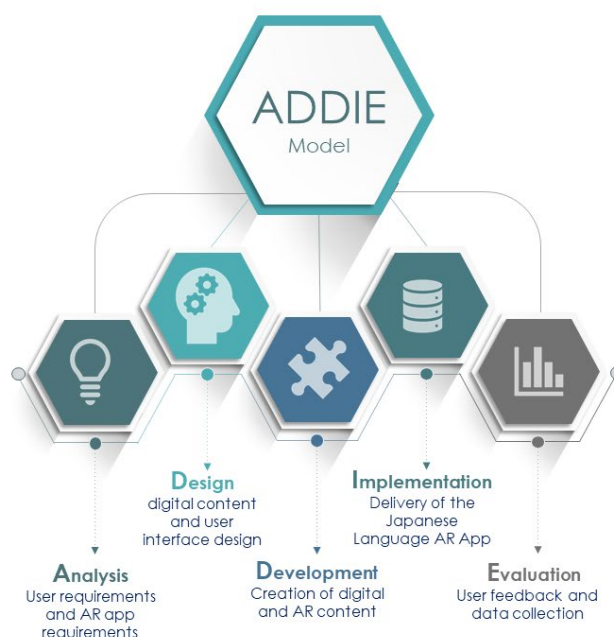 ADDIE
Model
Analysis
User requirements
and AR app
requirements
Design
digital content
and user
interface design
Development
Creation of digital
and AR content
Implementation
Delivery of the
Japanese
Language AR App
Evaluation
User feedback and
data collection